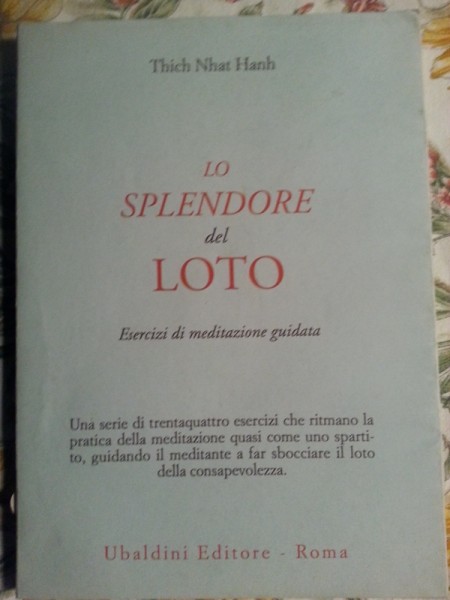 Thich Nhat Hanh
LO
SPLENDORE
del
LOTO
Esercizi di meditazione guidata
Una serie di trentaquattro esercizi che ritmano la
pratica della meditazione quasi come uno sparti-
to, guidando il meditante a far sbocciare il loto
della consapevolezza.
Ubaldini Editore - Roma